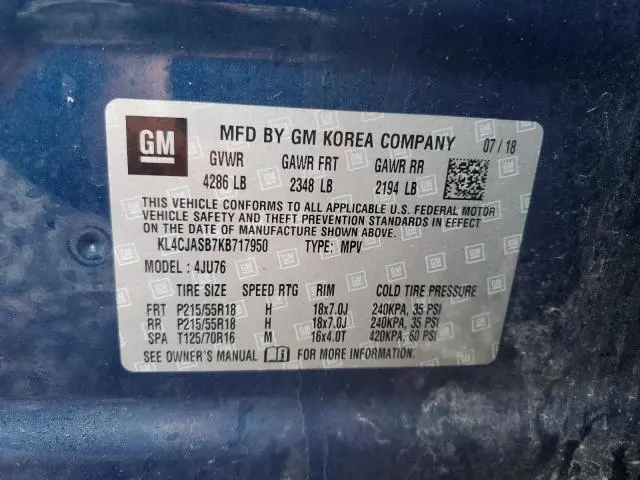 GM MFD BY GM KOREA COMPANY 07 / 18
GVWR GAWR FRT GAWR RR
4286 LB 2348 LB 2194 LB
THIS VEHICLE CONFORMS TO ALL APPLICABLE U.S. FEDERAL MOTOR
VEHICLE SAFETY AND THEFT PREVENTION STANDARDS IN EFFECT
ON THE DATE OF MANUFACTURE SHOWN ABOVE.
KL4CJASB7KB717950 TYPE: MPV
MODEL : 4JU76
TIRE SIZE SPEED RTG RIM COLD TIRE PRESSURE
FRT P215/55R18 H 18x7.0J 240KPA, 35 PSI
RR P215/55R18 H 18x7.0J 240KPA, 35 PSI
SPA T125/70R16 M 16x4.0T 420KPA, 60 PSI
SEE OWNER'S MANUAL FOR MORE INFORMATION.